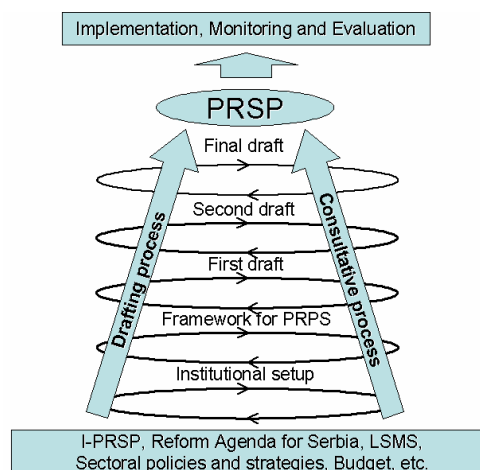 Implementation, Monitoring and Evaluation
PRSP
Final draft
Second draft
First draft
Framework for PRPS
Institutional setup
Drafting process
Consultative process
I-PRSP, Reform Agenda for Serbia, LSMS,
Sectoral policies and strategies, Budget, etc.